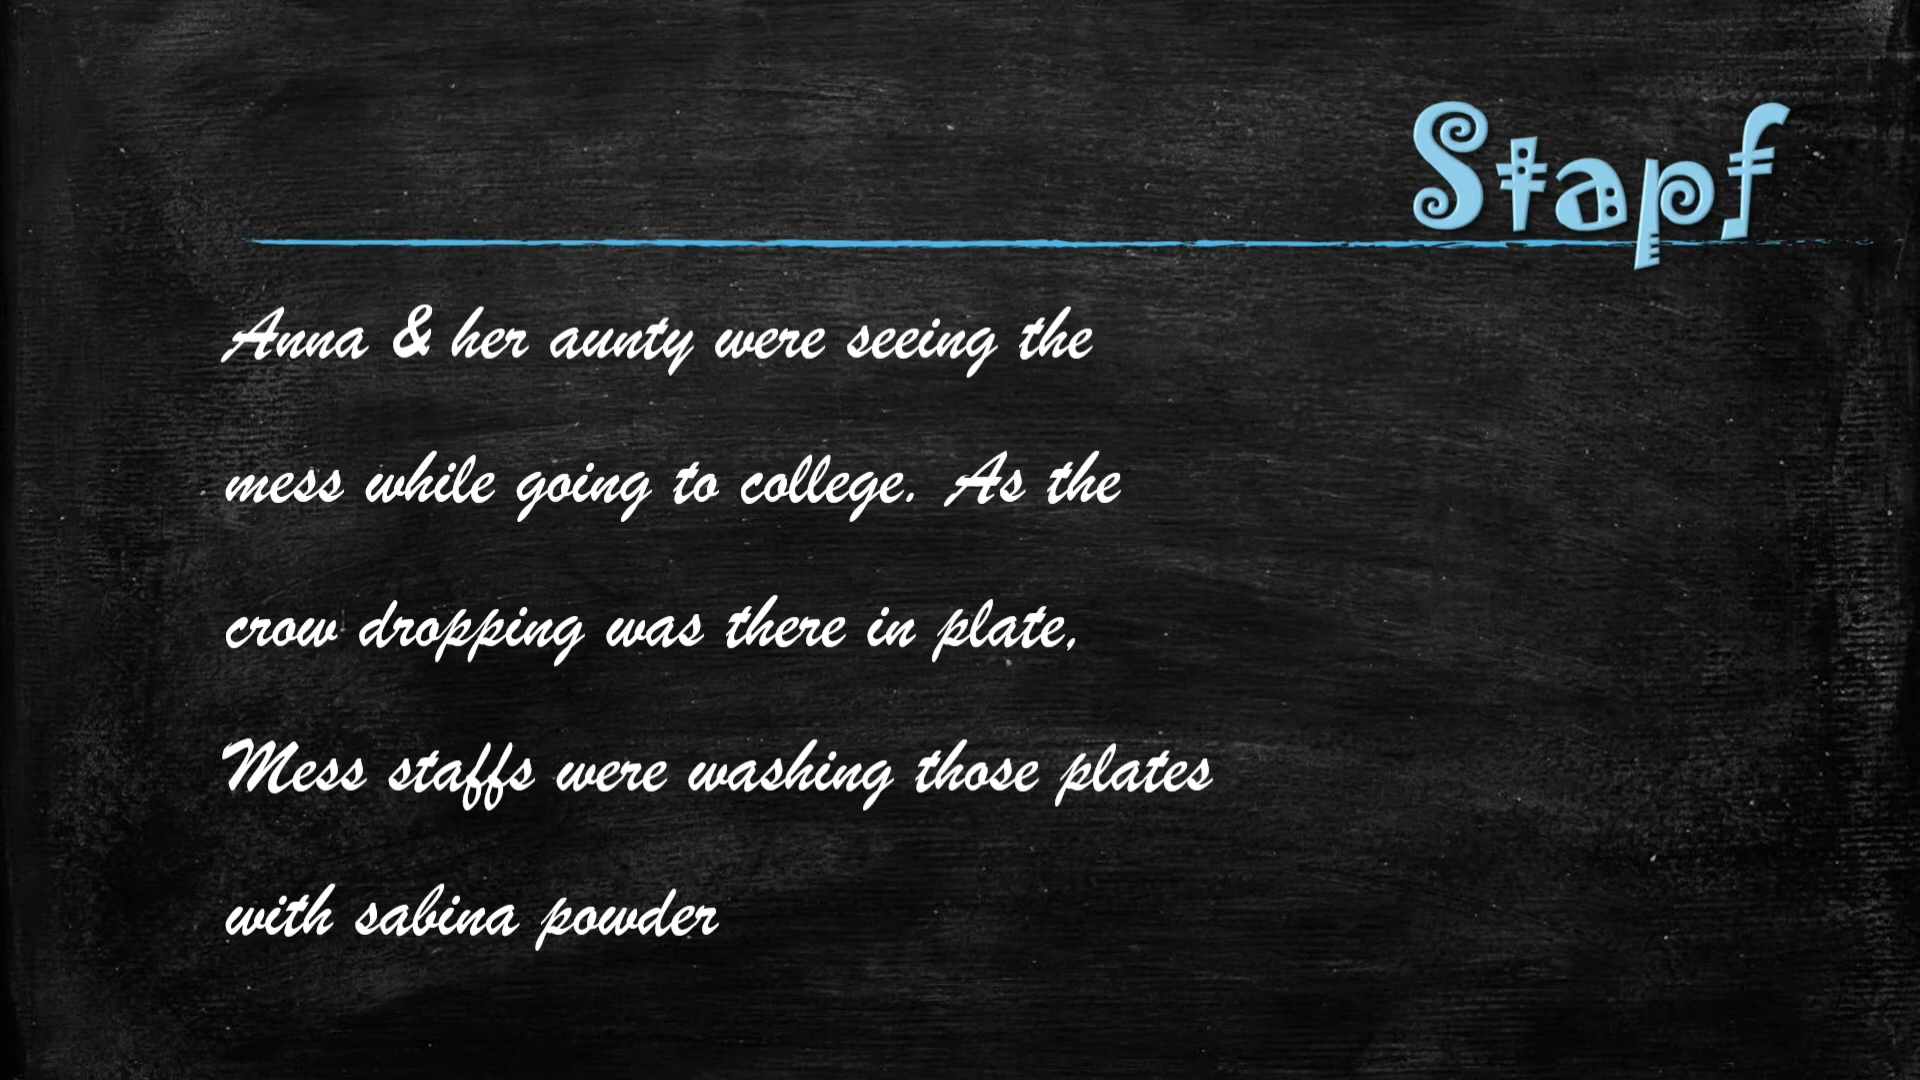 Stapf
Anna & her aunty were seeing the
mess while going to college. As the
crow dropping was there in plate,
Mess staffs were washing those plates
with sabina powder